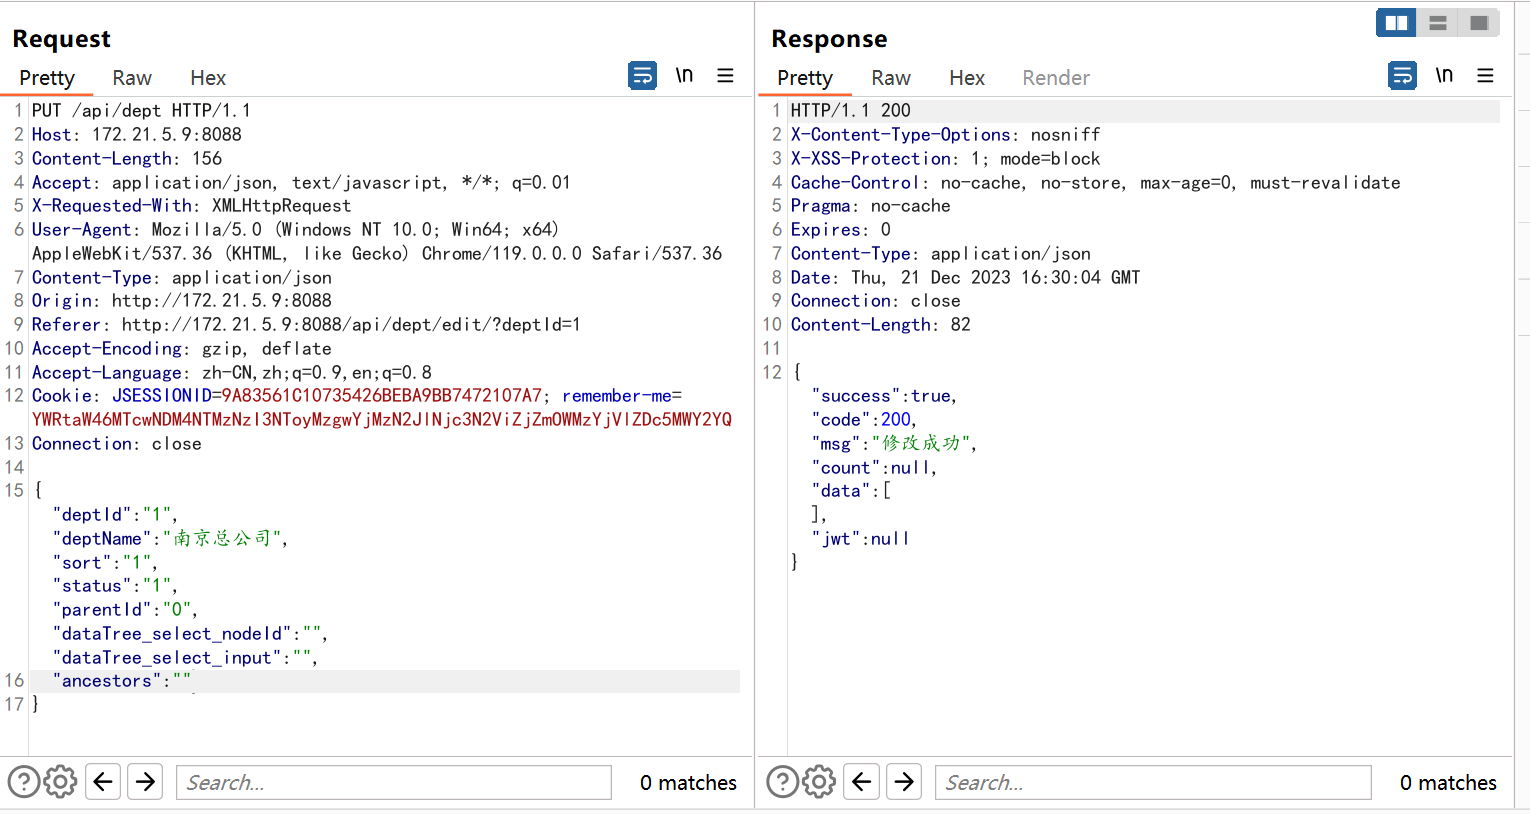 Request
Pretty Raw Hex
\n
1 PUT /api/dept HTTP/1.1
2 Host: 172.21.5.9:8088
3 Content-Length: 156
4 Accept: application/json, text/javascript, */*; q=0.01
5 X-Requested-With: XMLHttpRequest
6 User-Agent: Mozilla/5.0 (Windows NT 10.0; Win64; x64)
AppleWebKit/537.36 (KHTML, like Gecko) Chrome/119.0.0.0 Safari/537.36
7 Content-Type: application/json
8 Origin: http://172.21.5.9:8088
9 Referer: http://172.21.5.9:8088/api/dept/edit/?deptId=1
10 Accept-Encoding: gzip, deflate
11 Accept-Language: zh-CN,zh;q=0.9,en;q=0.8
12 Cookie: JSESSIONID=9A83561C10735426BEBA9BB7472107A7; remember-me=
YWRtaW46MTcwNDM4NTMzNzI3NToyMzgwYjMzN2JlNjc3N2ViZjZmOWMzYjVlZDc5MWY2YQ
13 Connection: close
14
15 {
"deptId":"1",
"deptName":"南京总公司",
"sort":"1",
"status":"1",
"parentId":"0",
"dataTree_select_nodeId":"",
"dataTree_select_input":"",
16 "ancestors":""
17 }
Search...
0 matches
Response
Pretty Raw Hex Render
\n
1 HTTP/1.1 200
2 X-Content-Type-Options: nosniff
3 X-XSS-Protection: 1; mode=block
4 Cache-Control: no-cache, no-store, max-age=0, must-revalidate
5 Pragma: no-cache
6 Expires: 0
7 Content-Type: application/json
8 Date: Thu, 21 Dec 2023 16:30:04 GMT
9 Connection: close
10 Content-Length: 82
11
12 {
"success":true,
"code":200,
"msg":"修改成功",
"count":null,
"data":[
],
"jwt":null
}
Search...
0 matches